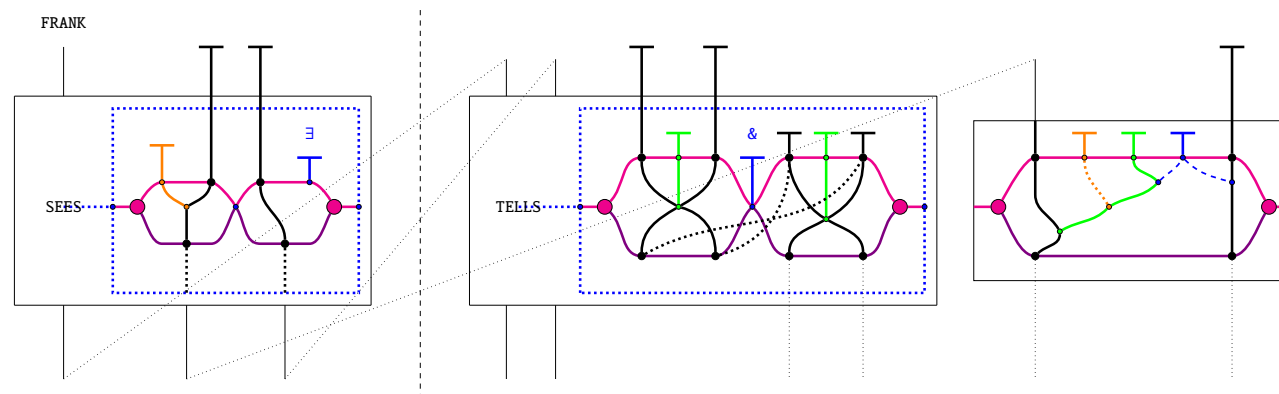 FRANK
∃
&
SEES
TELLS